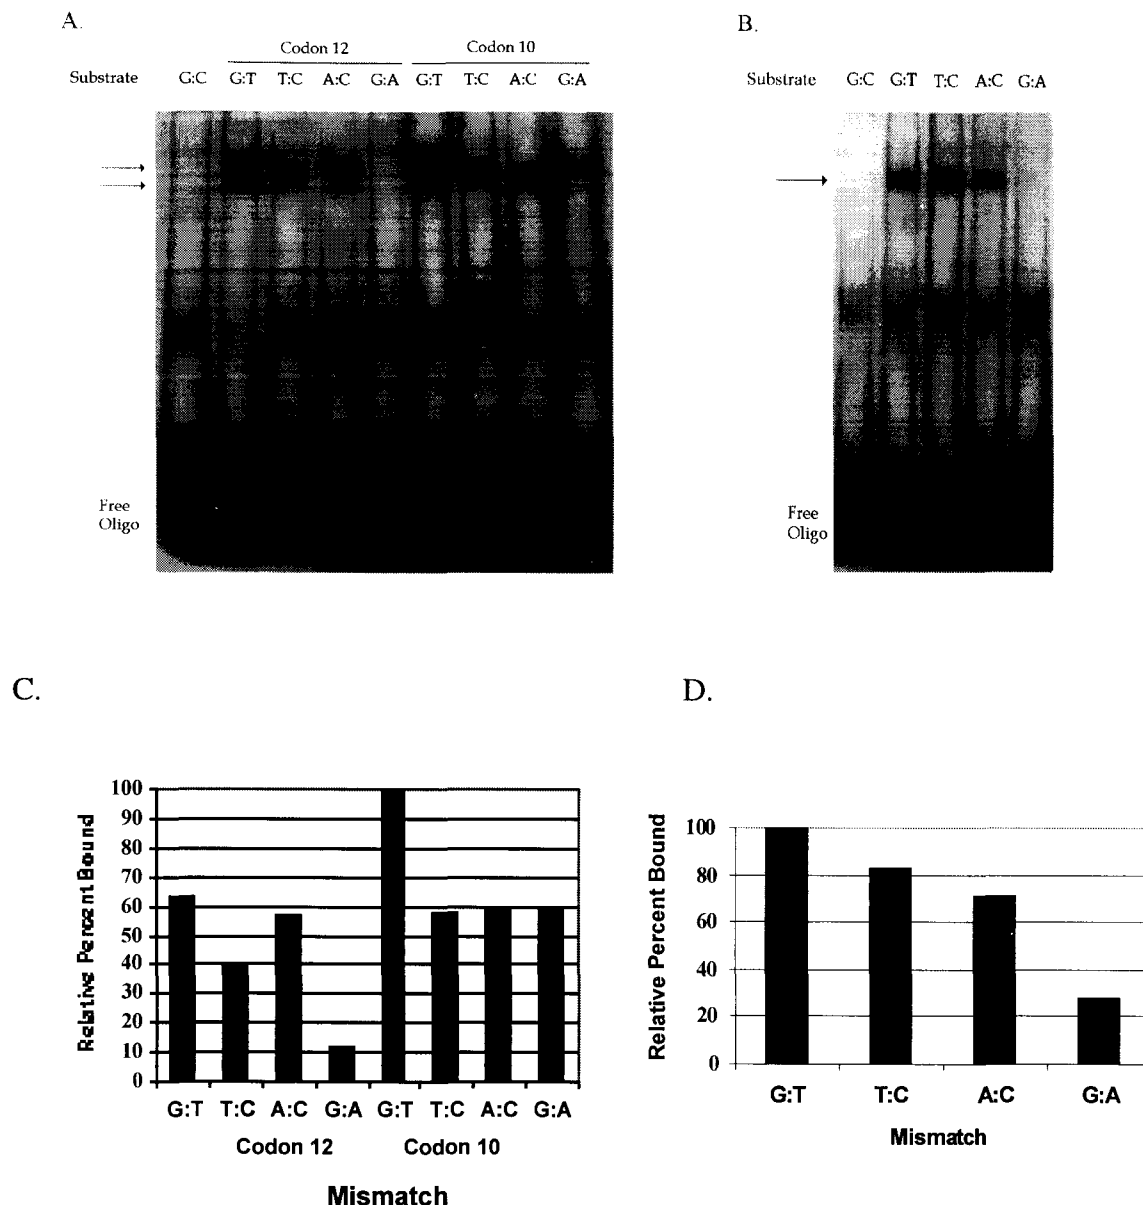 A.
Codon 12 Codon 10
Substrate G:C G:T T:C A:C G:A G:T T:C A:C G:A
Free
Oligo
B.
Substrate G:C G:T T:C A:C G:A
Free
Oligo
C.
Relative Percent Bound
100
90
80
70
60
50
40
30
20
10
0
G:T T:C A:C G:A G:T T:C A:C G:A
Codon 12 Codon 10
Mismatch
D.
Relative Percent Bound
100
80
60
40
20
0
G:T T:C A:C G:A
Mismatch